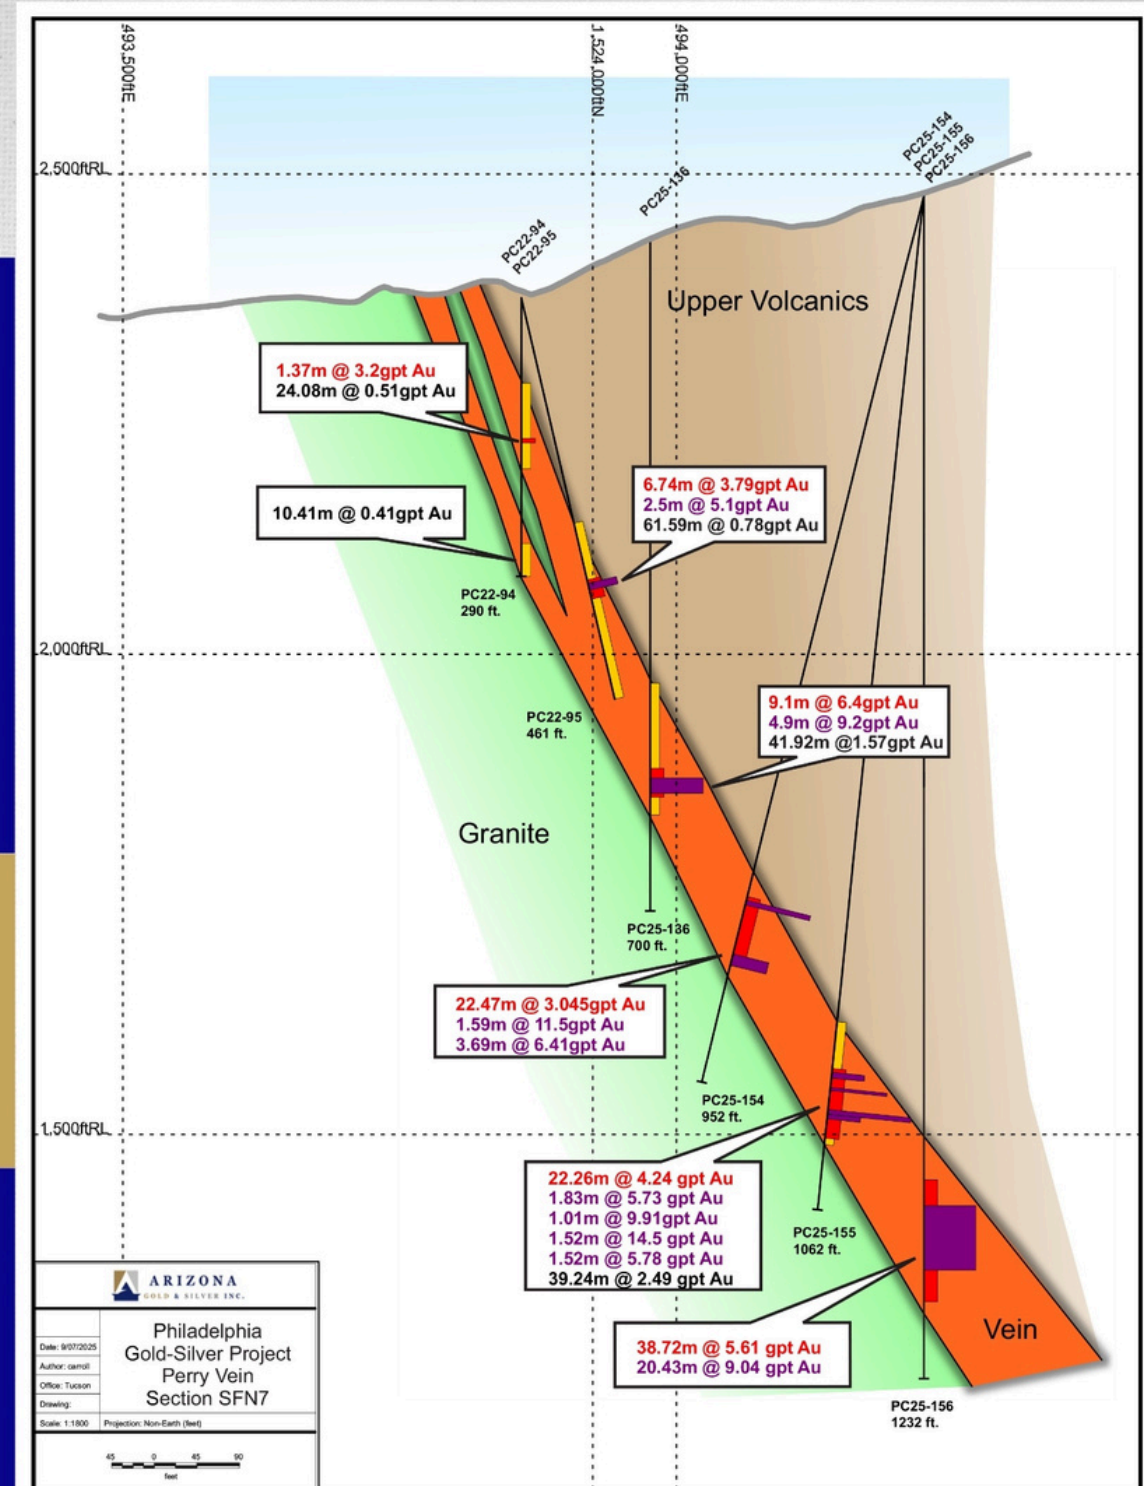 493,500ftE
1,524,000ftN
494,000ftE
2,500ftRL
PC25-154
PC25-155
PC25-156
PC25-136
PC22-94
PC22-95
Upper Volcanics
1.37m @ 3.2gpt Au
24.08m @ 0.51gpt Au
6.74m @ 3.79gpt Au
2.5m @ 5.1gpt Au
61.59m @ 0.78gpt Au
10.41m @ 0.41gpt Au
PC22-94
290 ft.
2,000ftRL
PC22-95
461 ft.
9.1m @ 6.4gpt Au
4.9m @ 9.2gpt Au
41.92m @1.57gpt Au
Granite
PC25-136
700 ft.
22.47m @ 3.045gpt Au
1.59m @ 11.5gpt Au
3.69m @ 6.41gpt Au
PC25-154
952 ft.
1,500ftRL
22.26m @ 4.24 gpt Au
1.83m @ 5.73 gpt Au
1.01m @ 9.91gpt Au
1.52m @ 14.5 gpt Au
1.52m @ 5.78 gpt Au
39.24m @ 2.49 gpt Au
PC25-155
1062 ft.
38.72m @ 5.61 gpt Au
20.43m @ 9.04 gpt Au
Vein
PC25-156
1232 ft.
ARIZONA
GOLD & SILVER INC.
Philadelphia
Gold-Silver Project
Perry Vein
Section SFN7
Date: 9/07/2025
Author: carroll
Office: Tucson
Drawing:
Scale: 1:1800
Projection: Non-Earth (feet)
45 0 45 90
feet